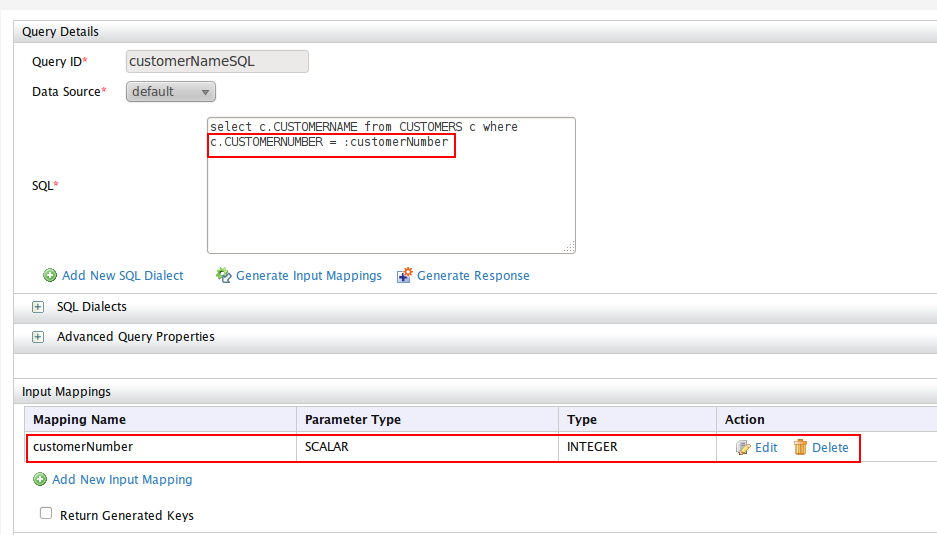 Query Details
Query ID* customerNameSQL
Data Source* default
select c.CUSTOMERNAME from CUSTOMERS c where
c.CUSTOMERNUMBER = :customerNumber
SQL*
Add New SQL Dialect Generate Input Mappings Generate Response
SQL Dialects
Advanced Query Properties
Input Mappings
Mapping Name Parameter Type Type Action
customerNumber SCALAR INTEGER Edit Delete
Add New Input Mapping
Return Generated Keys